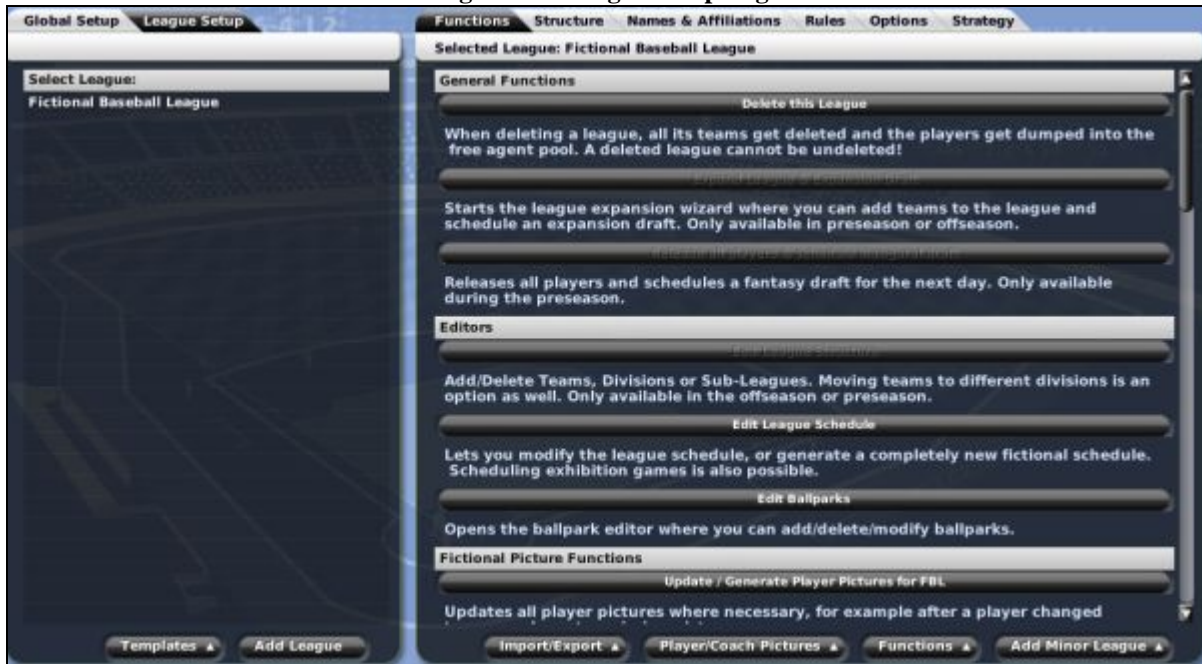 Global Setup League Setup
Functions Structure Names & Affiliations Rules Options Strategy
Selected League: Fictional Baseball League
Select League:
Fictional Baseball League
General Functions
Delete this League
When deleting a league, all its teams get deleted and the players get dumped into the
free agent pool. A deleted league cannot be undeleted!
Starts the league expansion wizard where you can add teams to the league and
schedule an expansion draft. Only available in preseason or offseason.
Releases all players and schedules a fantasy draft for the next day. Only available
during the preseason.
Editors
Edit League Structure
Add/Delete Teams, Divisions or Sub-Leagues. Moving teams to different divisions is an
option as well. Only available in the offseason or preseason.
Edit League Schedule
Lets you modify the league schedule, or generate a completely new fictional schedule.
Scheduling exhibition games is also possible.
Edit Ballparks
Opens the ballpark editor where you can add/delete/modify ballparks.
Fictional Picture Functions
Update / Generate Player Pictures for FBL
Updates all player pictures where necessary, for example after a player changed
Templates Add League
Import/Export Player/Coach Pictures Functions Add Minor League